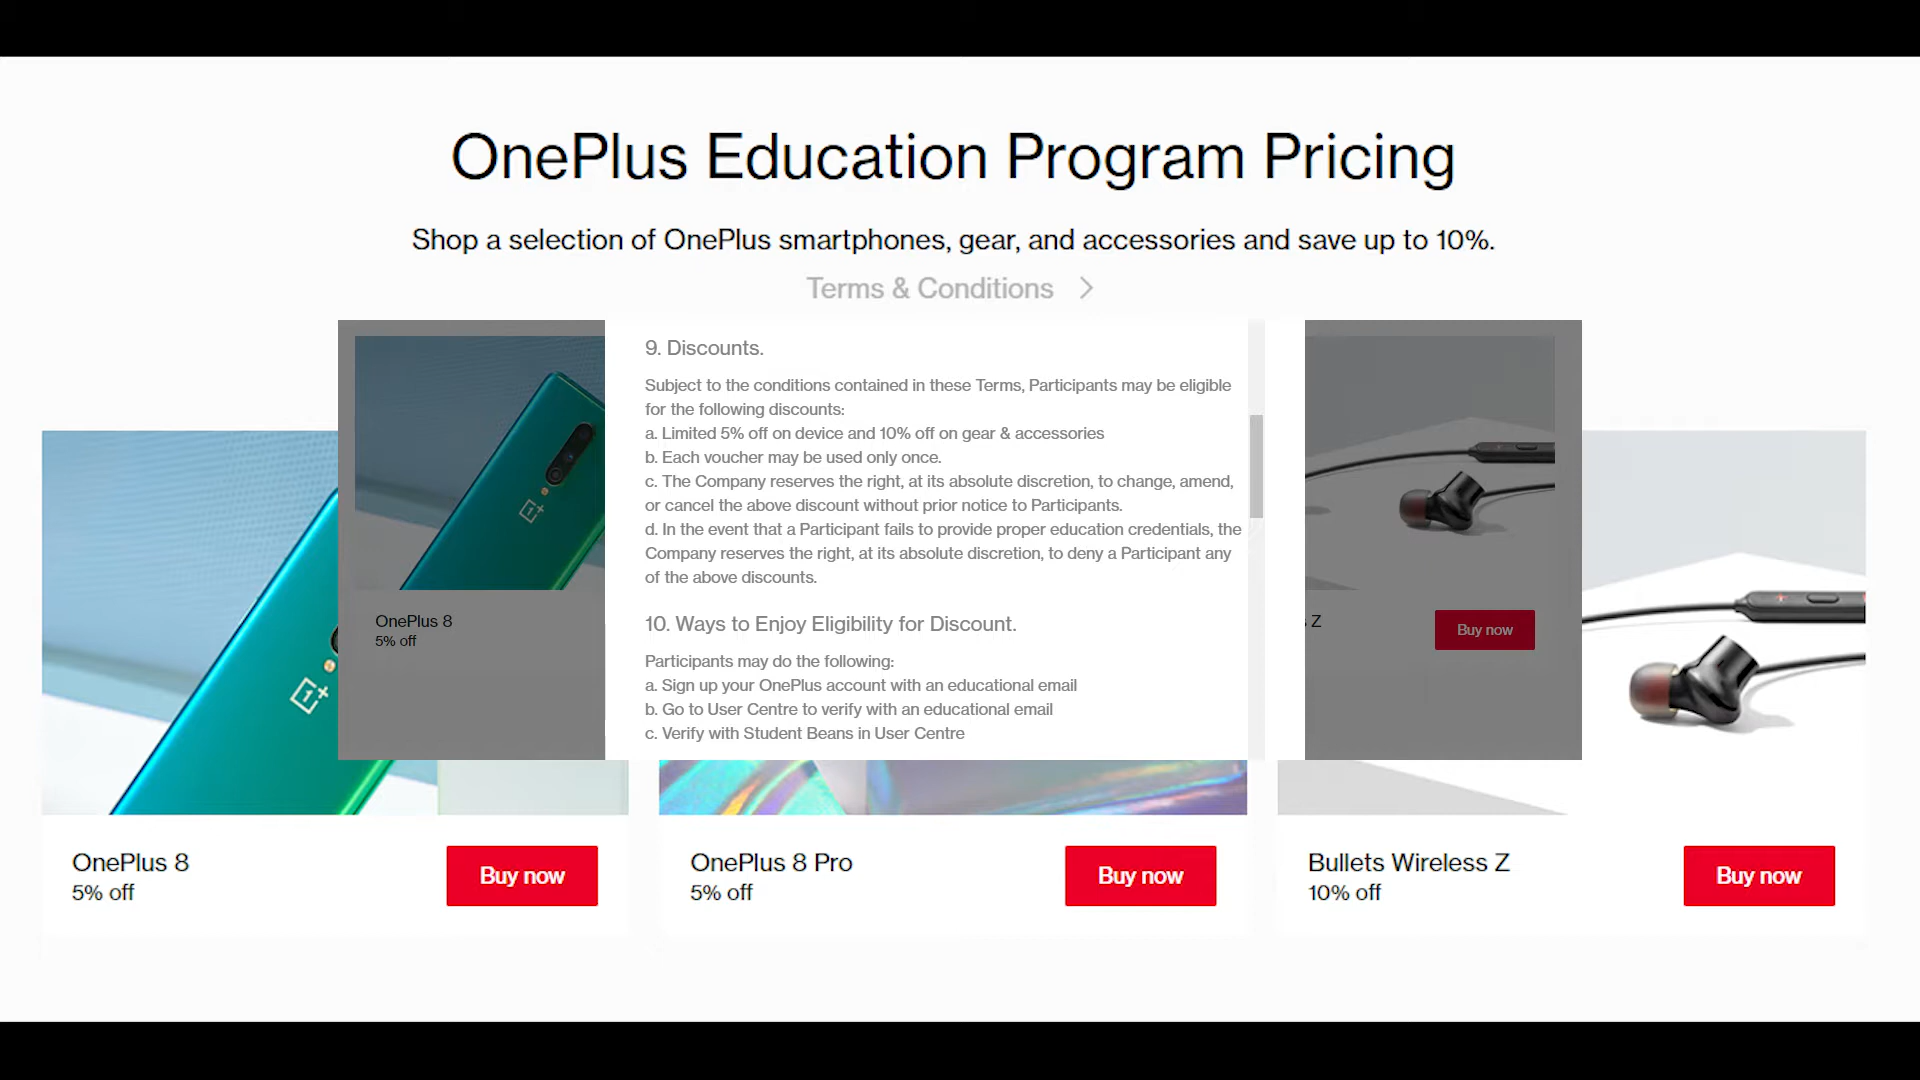 OnePlus Education Program Pricing
Shop a selection of OnePlus smartphones, gear, and accessories and save up to 10%.
Terms & Conditions >
9. Discounts.
Subject to the conditions contained in these Terms, Participants may be eligible
for the following discounts:
a. Limited 5% off on device and 10% off on gear & accessories
b. Each voucher may be used only once.
c. The Company reserves the right, at its absolute discretion, to change, amend,
or cancel the above discount without prior notice to Participants.
d. In the event that a Participant fails to provide proper education credentials, the
Company reserves the right, at its absolute discretion, to deny a Participant any
of the above discounts.
10. Ways to Enjoy Eligibility for Discount.
Participants may do the following:
a. Sign up your OnePlus account with an educational email
b. Go to User Centre to verify with an educational email
c. Verify with Student Beans in User Centre
OnePlus 8
5% off
Z
Buy now
OnePlus 8
5% off
Buy now
OnePlus 8 Pro
5% off
Buy now
Bullets Wireless Z
10% off
Buy now